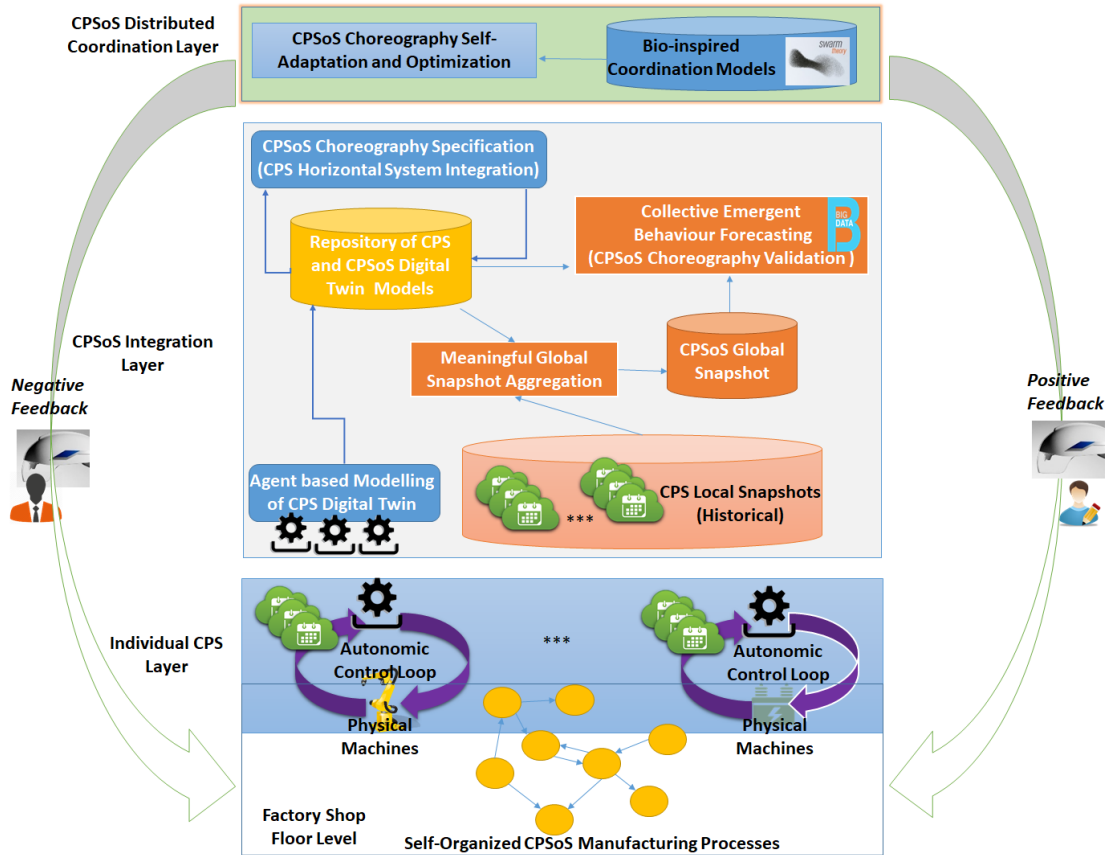 CPSoS Distributed
Coordination Layer
CPSoS Choreography Self-
Adaptation and Optimization
Bio-inspired
Coordination Models
swarm
theory
CPSoS Choreography Specification
(CPS Horizontal System Integration)
Repository of CPS
and CPSoS Digital
Twin Models
Collective Emergent
Behaviour Forecasting
(CPSoS Choreography Validation )
BIG
DATA
CPSoS Integration
Layer
Meaningful Global
Snapshot Aggregation
CPSoS Global
Snapshot
Negative
Feedback
Positive
Feedback
Agent based Modelling
of CPS Digital Twin
CPS Local Snapshots
(Historical)
***
Individual CPS
Layer
Autonomic
Control Loop
***
Autonomic
Control Loop
Physical
Machines
Physical
Machines
Factory Shop
Floor Level
Self-Organized CPSoS Manufacturing Processes